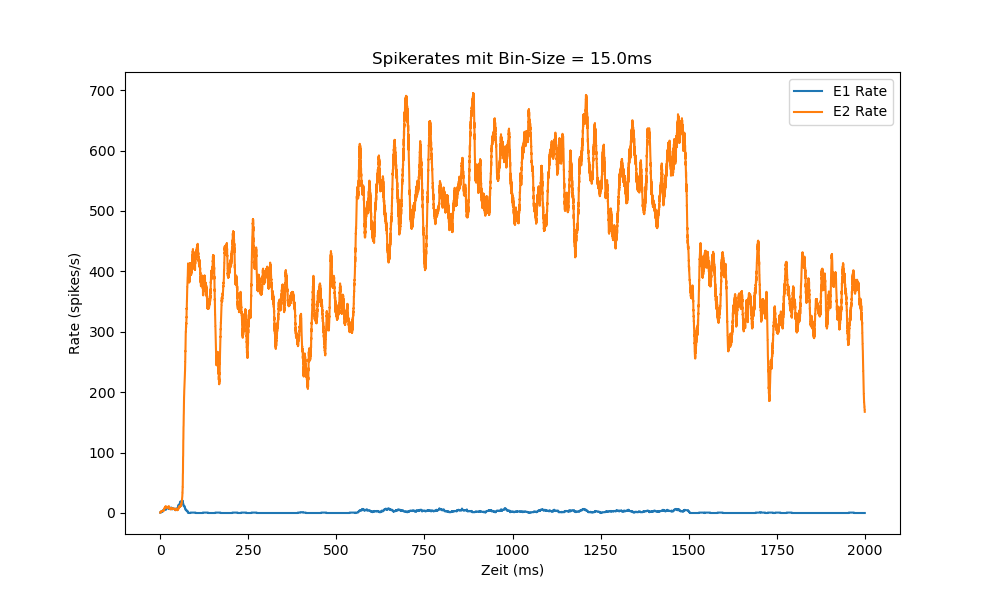 Spikerates mit Bin-Size = 15.0ms
E1 Rate
E2 Rate
Rate (spikes/s)
700
600
500
400
300
200
100
0
0 250 500 750 1000 1250 1500 1750 2000
Zeit (ms)